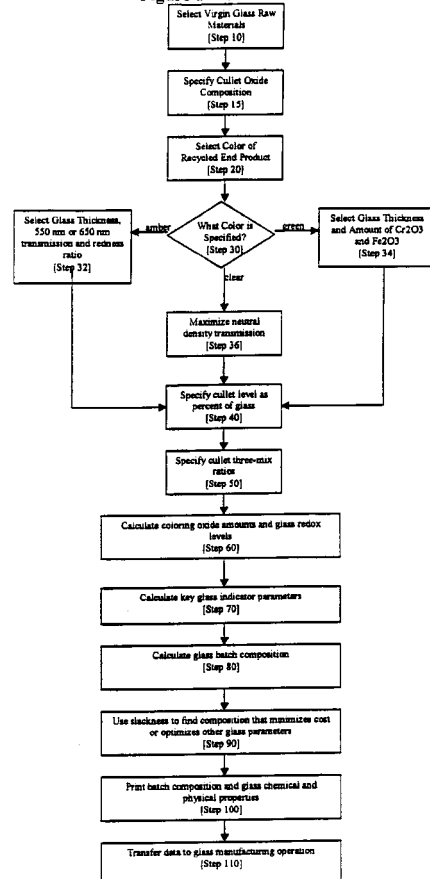 Select Virgin Glass Raw
Materials
[Step 10]
Specify Cullet Oxide
Composition
[Step 15]
Select Color of
Recycled End Product
[Step 20]
Select Glass Thickness,
550 nm or 650 nm
transmission and redness
ratio
[Step 32]
amber
What Color is
Specified?
[Step 30]
green
Select Glass Thickness
and Amount of Cr2O3
and Fe2O3
[Step 34]
clear
Maximize neutral
density transmission
[Step 36]
Specify cullet level as
percent of glass
[Step 40]
Specify cullet three-mix
ratios
[Step 50]
Calculate coloring oxide amounts and glass redox
levels
[Step 60]
Calculate key glass indicator parameters
[Step 70]
Calculate glass batch composition
[Step 80]
Use slackness to find composition that minimizes cost
or optimizes other glass parameters
[Step 90]
Print batch composition and glass chemical and
physical properties
[Step 100]
Transfer data to glass manufacturing operation
[Step 110]